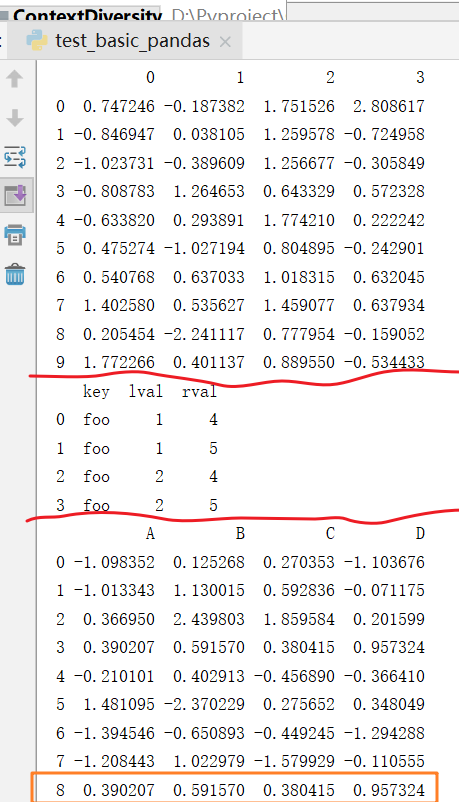 ContextDiversity D:\Pyproject\
test_basic_pandas
0 1 2 3
0 0.747246 -0.187382 1.751526 2.808617
1 -0.846947 0.038105 1.259578 -0.724958
2 -1.023731 -0.389609 1.256677 -0.305849
3 -0.808783 1.264653 0.643329 0.572328
4 -0.633820 0.293891 1.774210 0.222242
5 0.475274 -1.027194 0.804895 -0.242901
6 0.540768 0.637033 1.018315 0.632045
7 1.402580 0.535627 1.459077 0.637934
8 0.205454 -2.241117 0.777954 -0.159052
9 1.772266 0.401137 0.889550 -0.534433
key lval rval
0 foo 1 4
1 foo 1 5
2 foo 2 4
3 foo 2 5
A B C D
0 -1.098352 0.125268 0.270353 -1.103676
1 -1.013343 1.130015 0.592836 -0.071175
2 0.366950 2.439803 1.859584 0.201599
3 0.390207 0.591570 0.380415 0.957324
4 -0.210101 0.402913 -0.456890 -0.366410
5 1.481095 -2.370229 0.275652 0.348049
6 -1.394546 -0.650893 -0.449245 -1.294288
7 -1.208443 1.022979 -1.579929 -0.110555
8 0.390207 0.591570 0.380415 0.957324